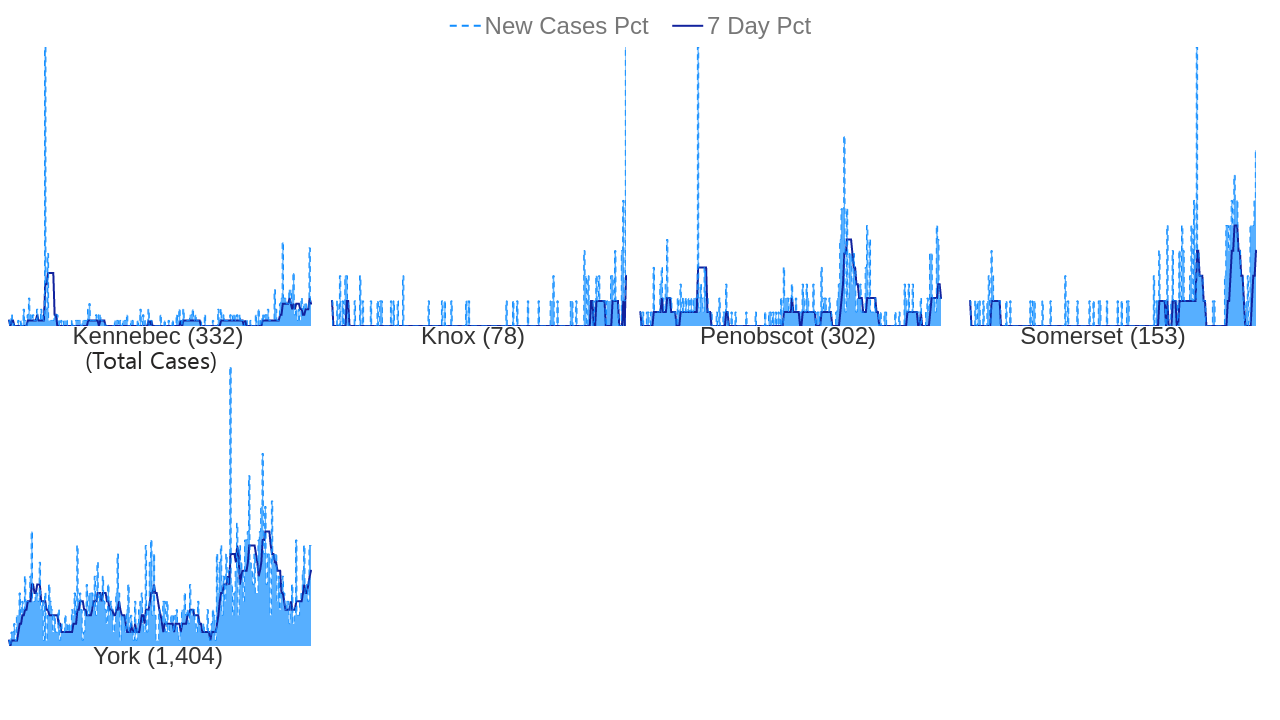 New Cases Pct 7 Day Pct
Kennebec (332)
(Total Cases)
Knox (78)
Penobscot (302)
Somerset (153)
York (1,404)